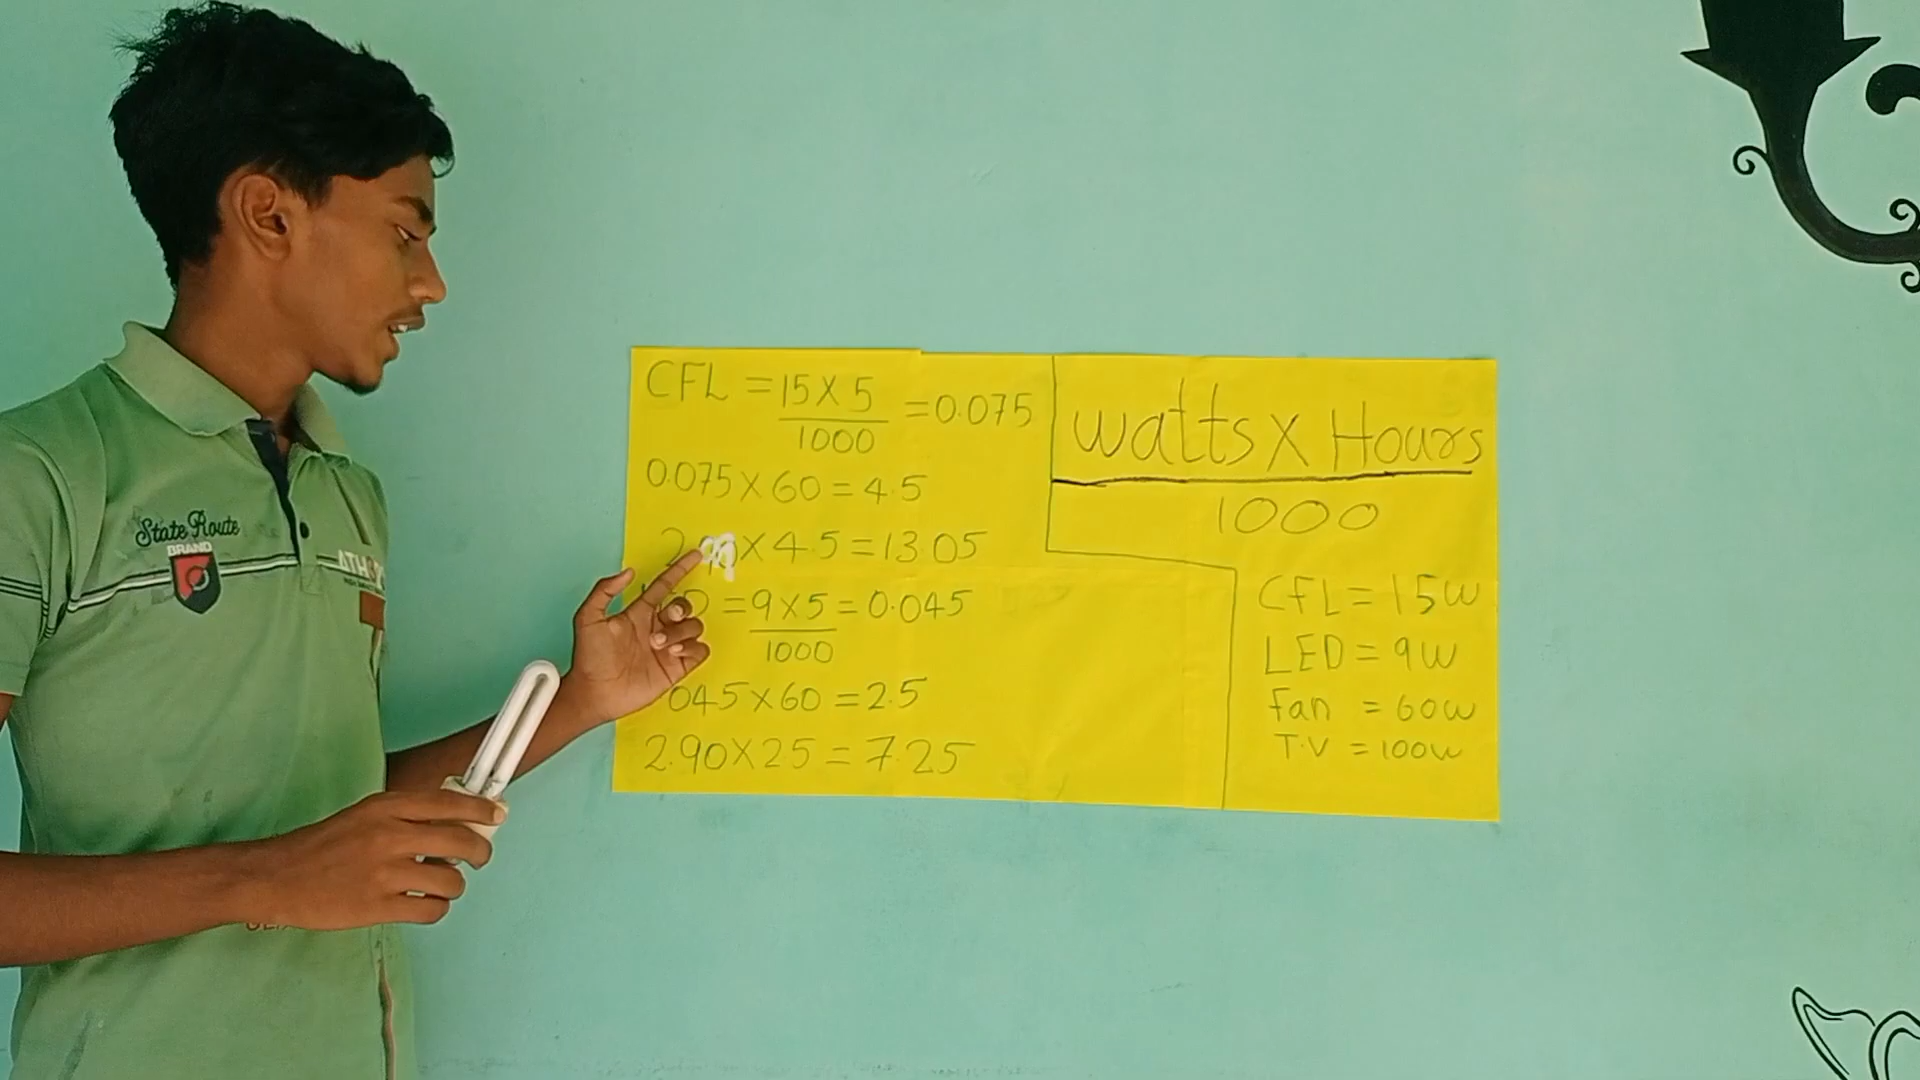 CFL = 15 X 5 = 0.075
1000
0.075 X 60 = 4.5
X 4.5 = 13.05
= 9 X 5 = 0.045
1000
045 X 60 = 2.5
2.90 X 25 = 7.25
watts X Hours
1000
CFL = 15W
LED = 9W
Fan = 60W
T.V = 100W
State Route
BRAND